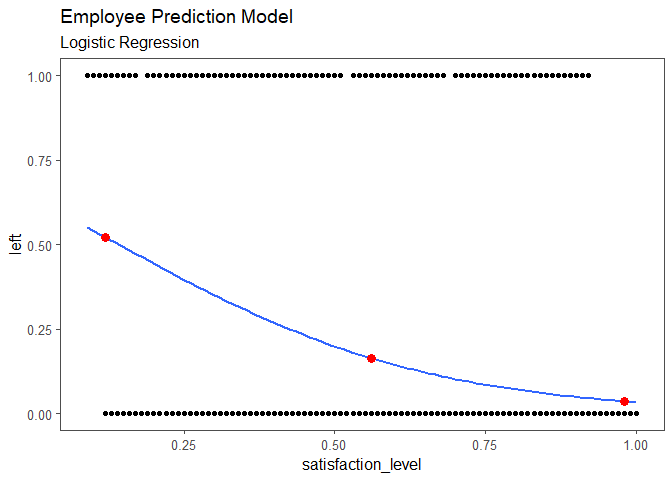 Employee Prediction Model
Logistic Regression
1.00
0.75
0.50
0.25
0.00
left
0.25
0.50
0.75
1.00
satisfaction_level